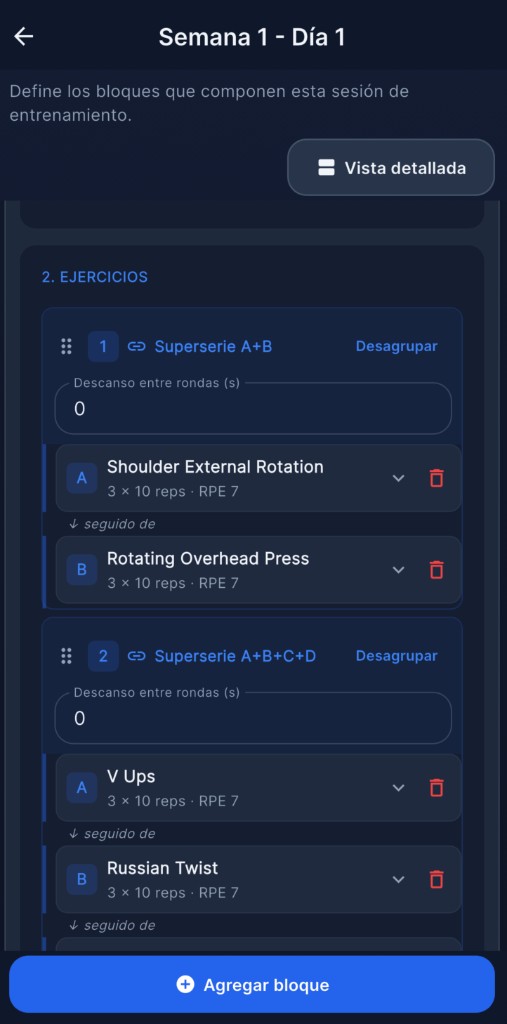 Semana 1 - Día 1
Define los bloques que componen esta sesión de
entrenamiento.
Vista detallada
2. EJERCICIOS
1 Superserie A+B Desagrupar
Descanso entre rondas (s)
0
A Shoulder External Rotation
3 × 10 reps · RPE 7
↓ seguido de
B Rotating Overhead Press
3 × 10 reps · RPE 7
2 Superserie A+B+C+D Desagrupar
Descanso entre rondas (s)
0
A V Ups
3 × 10 reps · RPE 7
↓ seguido de
B Russian Twist
3 × 10 reps · RPE 7
↓ seguido de
Agregar bloque